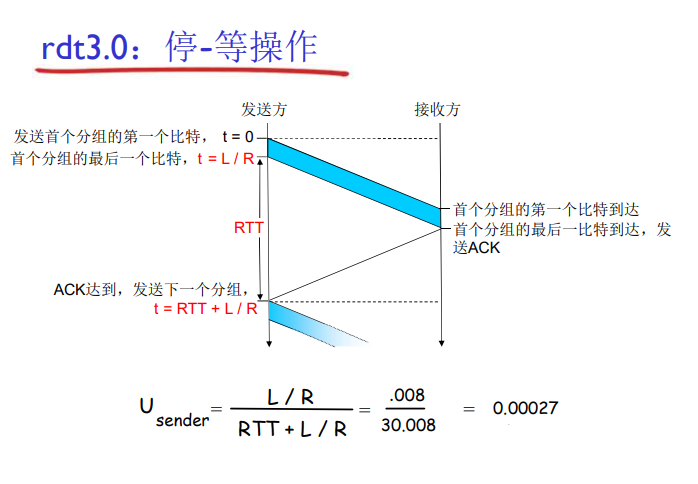 rdt3.0：停-等操作
发送方
接收方
发送首个分组的第一个比特， t = 0
首个分组的最后一个比特，t = L / R
RTT
首个分组的第一个比特到达
首个分组的最后一比特到达，发
送ACK
ACK达到，发送下一个分组，
t = RTT + L / R
U sender = L / R / RTT + L / R = .008 / 30.008 = 0.00027